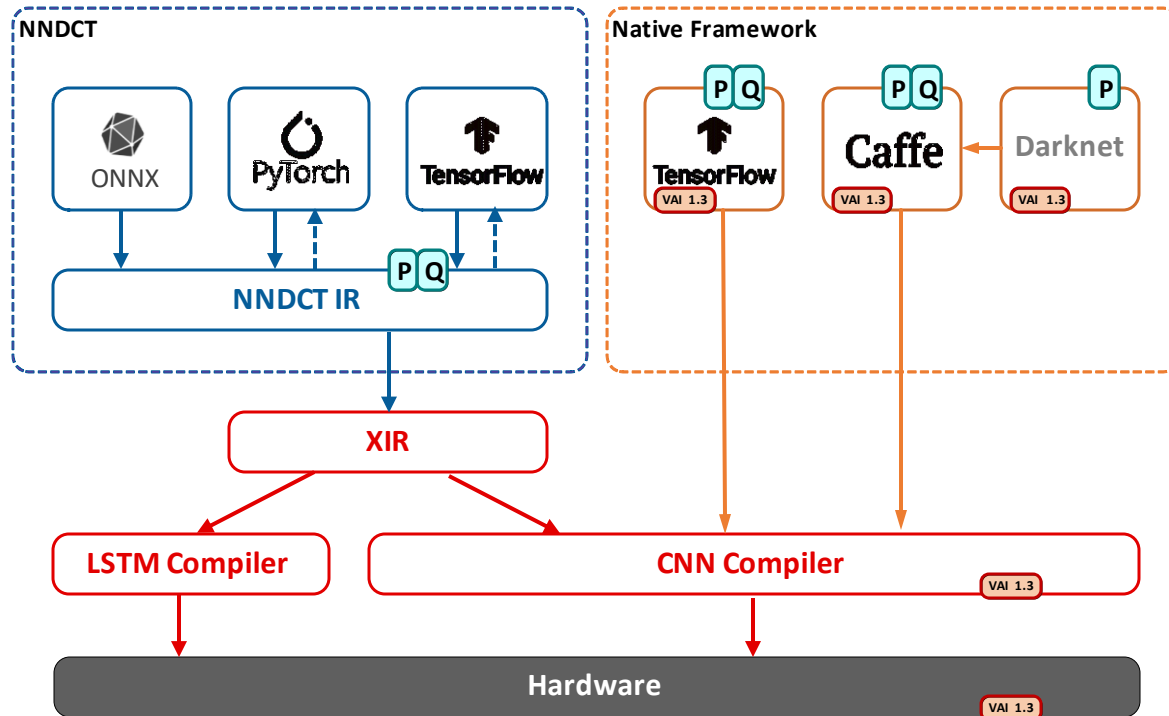 NNDCT
Native Framework
P Q
P Q
P
ONNX
PyTorch
TensorFlow
TensorFlow
Caffe
Darknet
VAI 1.3
VAI 1.3
VAI 1.3
P Q
NNDCT IR
XIR
LSTM Compiler
CNN Compiler
VAI 1.3
Hardware
VAI 1.3